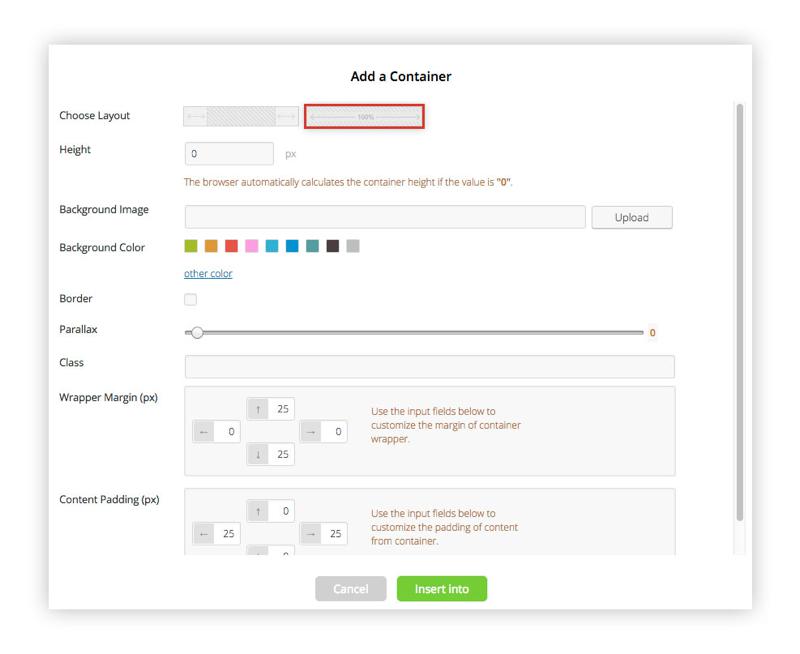 Add a Container
Choose Layout
100%
Height
0
px
The browser automatically calculates the container height if the value is "0".
Background Image
Upload
Background Color
other color
Border
Parallax
0
Class
Wrapper Margin (px)
↑ 25
← 0
→ 0
↓ 25
Use the input fields below to
customize the margin of container
wrapper.
Content Padding (px)
↑ 0
← 25
→ 25
Use the input fields below to
customize the padding of content
from container.
Cancel
Insert into